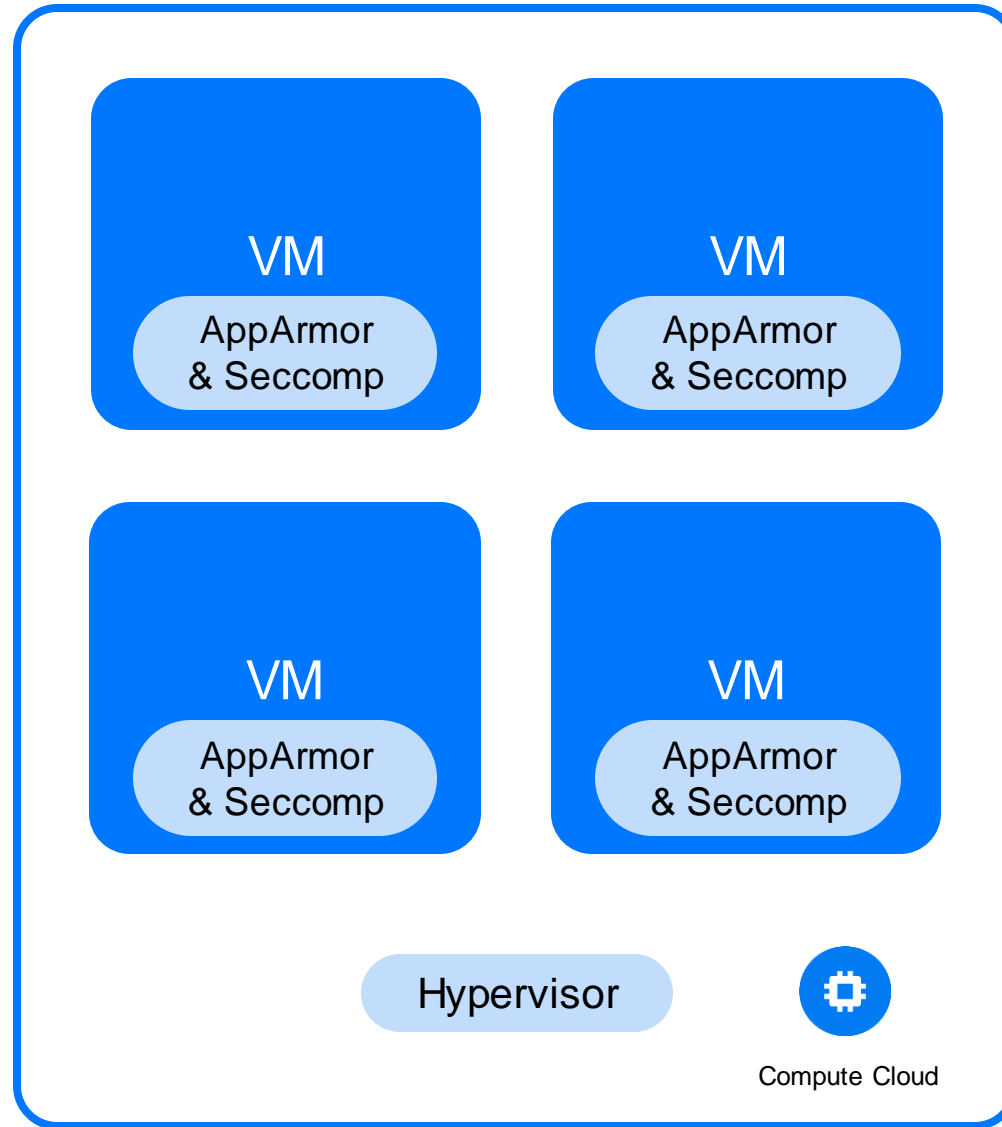 VM
AppArmor
& Seccomp
VM
AppArmor
& Seccomp
VM
AppArmor
& Seccomp
VM
AppArmor
& Seccomp
Hypervisor
Compute Cloud